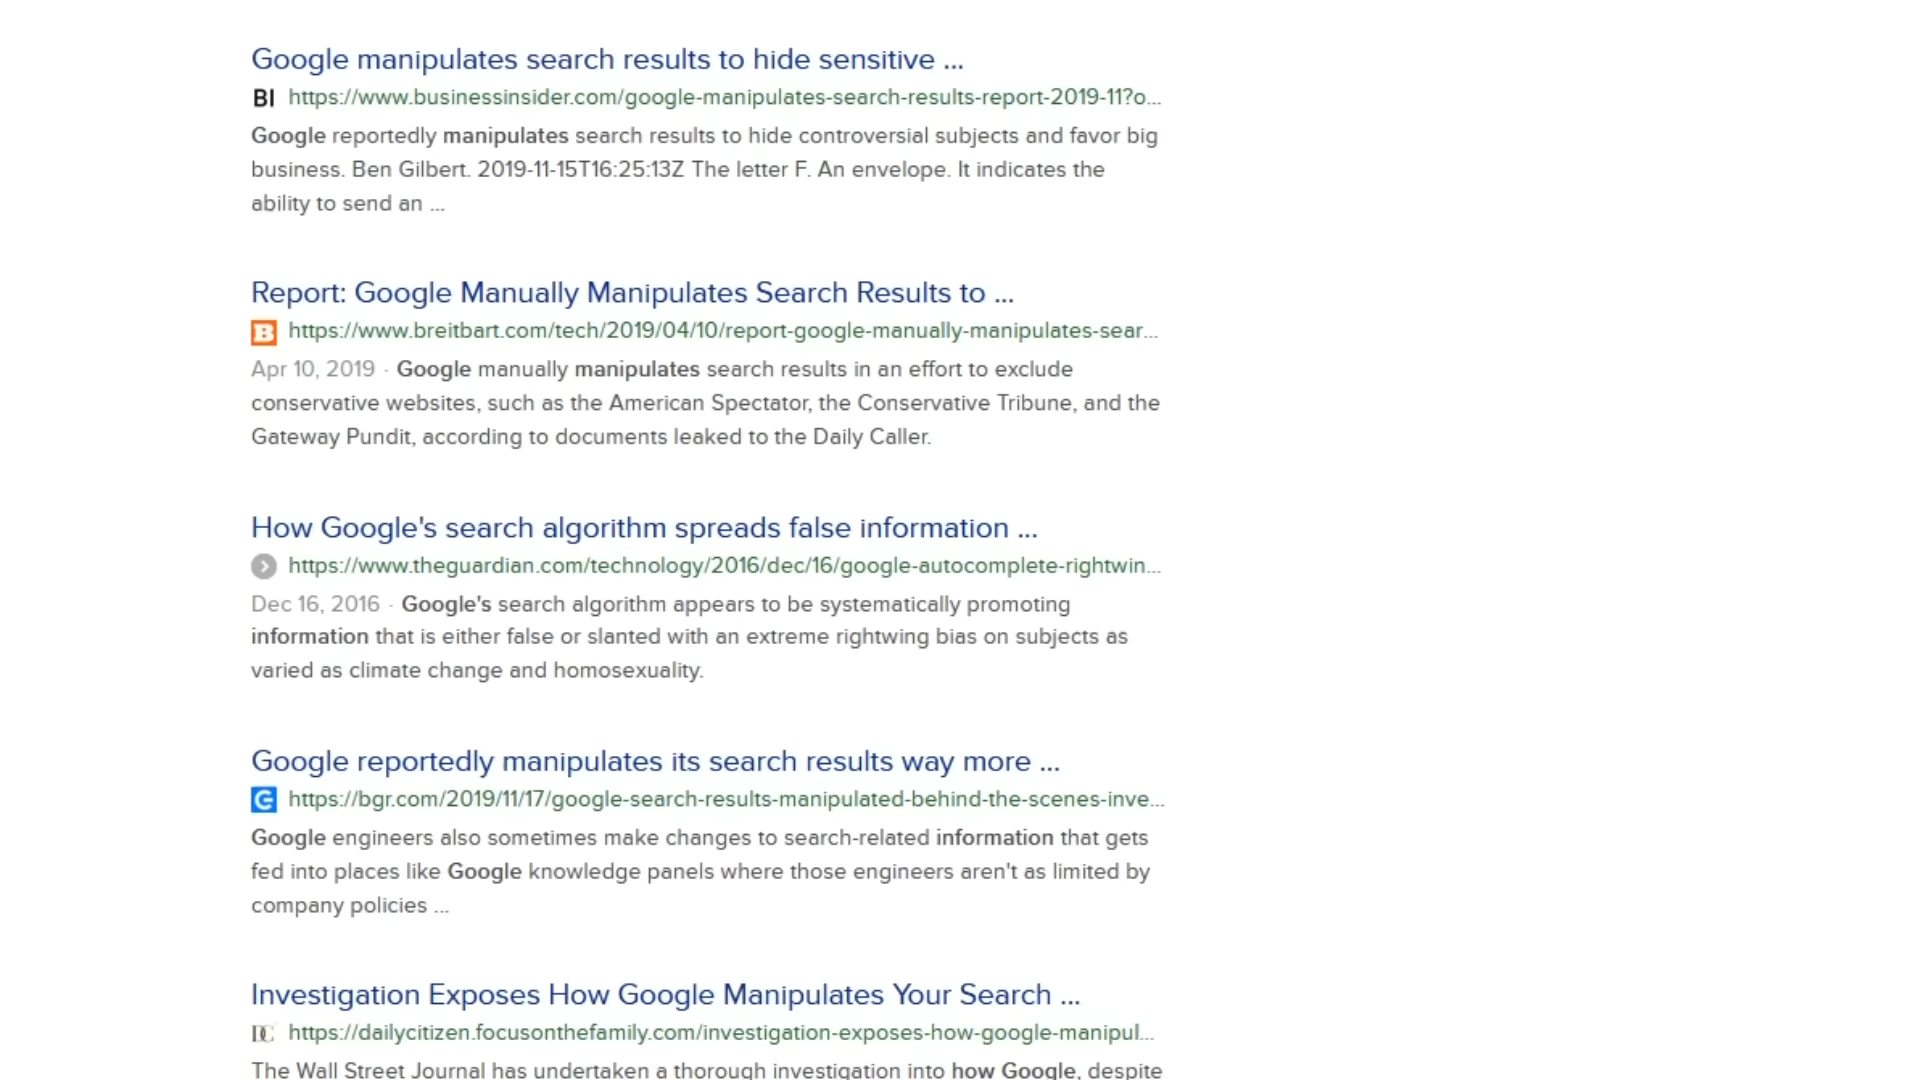 Google manipulates search results to hide sensitive ...
BI https://www.businessinsider.com/google-manipulates-search-results-report-2019-11?o...
Google reportedly manipulates search results to hide controversial subjects and favor big
business. Ben Gilbert. 2019-11-15T16:25:13Z The letter F. An envelope. It indicates the
ability to send an ...
Report: Google Manually Manipulates Search Results to ...
B https://www.breitbart.com/tech/2019/04/10/report-google-manually-manipulates-sear...
Apr 10, 2019 · Google manually manipulates search results in an effort to exclude
conservative websites, such as the American Spectator, the Conservative Tribune, and the
Gateway Pundit, according to documents leaked to the Daily Caller.
How Google's search algorithm spreads false information ...
https://www.theguardian.com/technology/2016/dec/16/google-autocomplete-rightwin...
Dec 16, 2016 · Google's search algorithm appears to be systematically promoting
information that is either false or slanted with an extreme rightwing bias on subjects as
varied as climate change and homosexuality.
Google reportedly manipulates its search results way more ...
https://bgr.com/2019/11/17/google-search-results-manipulated-behind-the-scenes-inve...
Google engineers also sometimes make changes to search-related information that gets
fed into places like Google knowledge panels where those engineers aren't as limited by
company policies ...
Investigation Exposes How Google Manipulates Your Search ...
DC https://dailycitizen.focusonthefamily.com/investigation-exposes-how-google-manipul...
The Wall Street Journal has undertaken a thorough investigation into how Google, despite